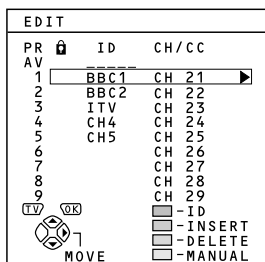 EDIT
PR ID CH/CC
AV _____
1 BBC1 CH 21
2 BBC2 CH 22
3 ITV CH 23
4 CH4 CH 24
5 CH5 CH 25
6 CH 26
7 CH 27
8 CH 28
9 CH 29
TV OK
-ID
-INSERT
-DELETE
MOVE -MANUAL